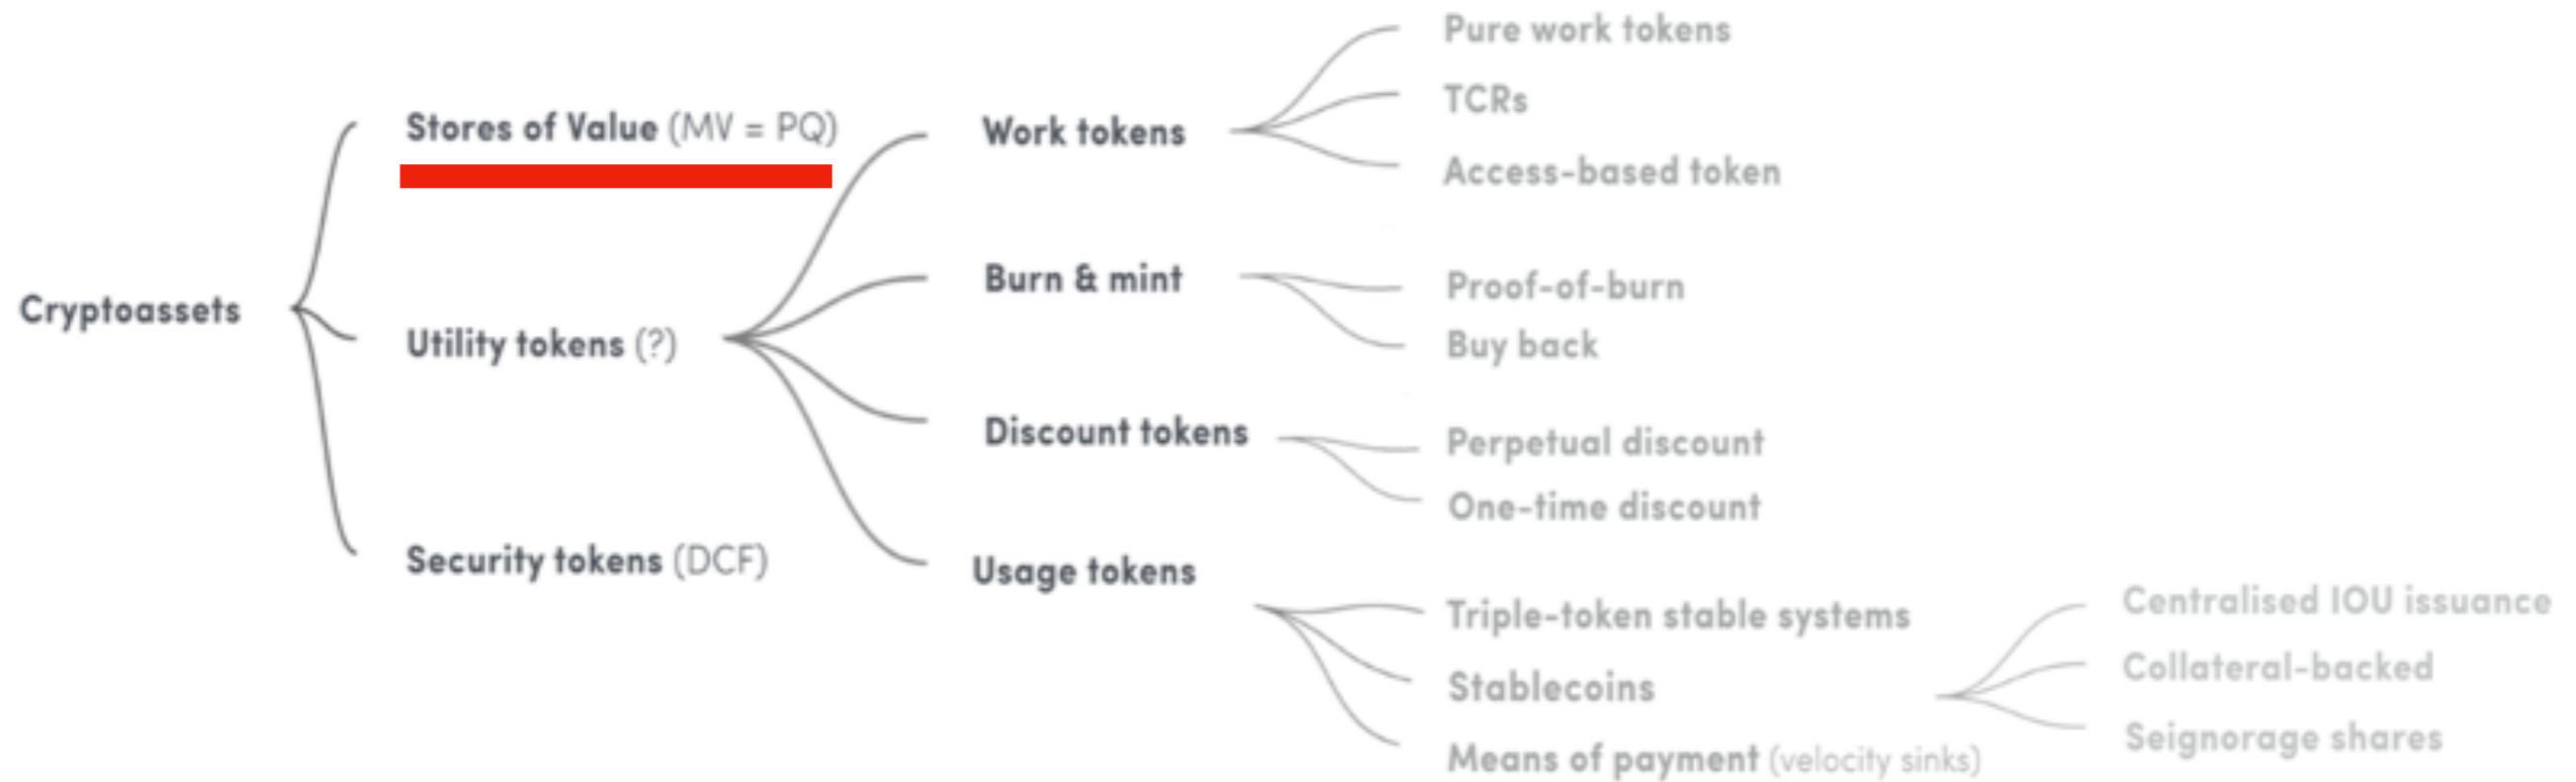 Cryptoassets
Stores of Value (MV = PQ)
Utility tokens (?)
Security tokens (DCF)
Work tokens
Burn & mint
Discount tokens
Usage tokens
Pure work tokens
TCRs
Access-based token
Proof-of-burn
Buy back
Perpetual discount
One-time discount
Triple-token stable systems
Stablecoins
Means of payment (velocity sinks)
Centralised IOU issuance
Collateral-backed
Seignorage shares